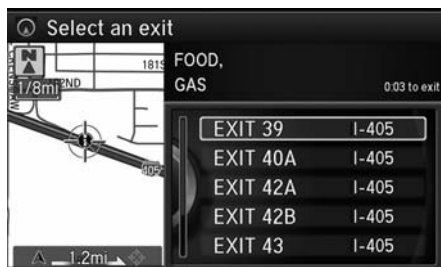 Select an exit
N
1/8mi
181S
2ND
405
1.2mi
FOOD,
GAS
0:03 to exit
EXIT 39 I-405
EXIT 40A I-405
EXIT 42A I-405
EXIT 42B I-405
EXIT 43 I-405